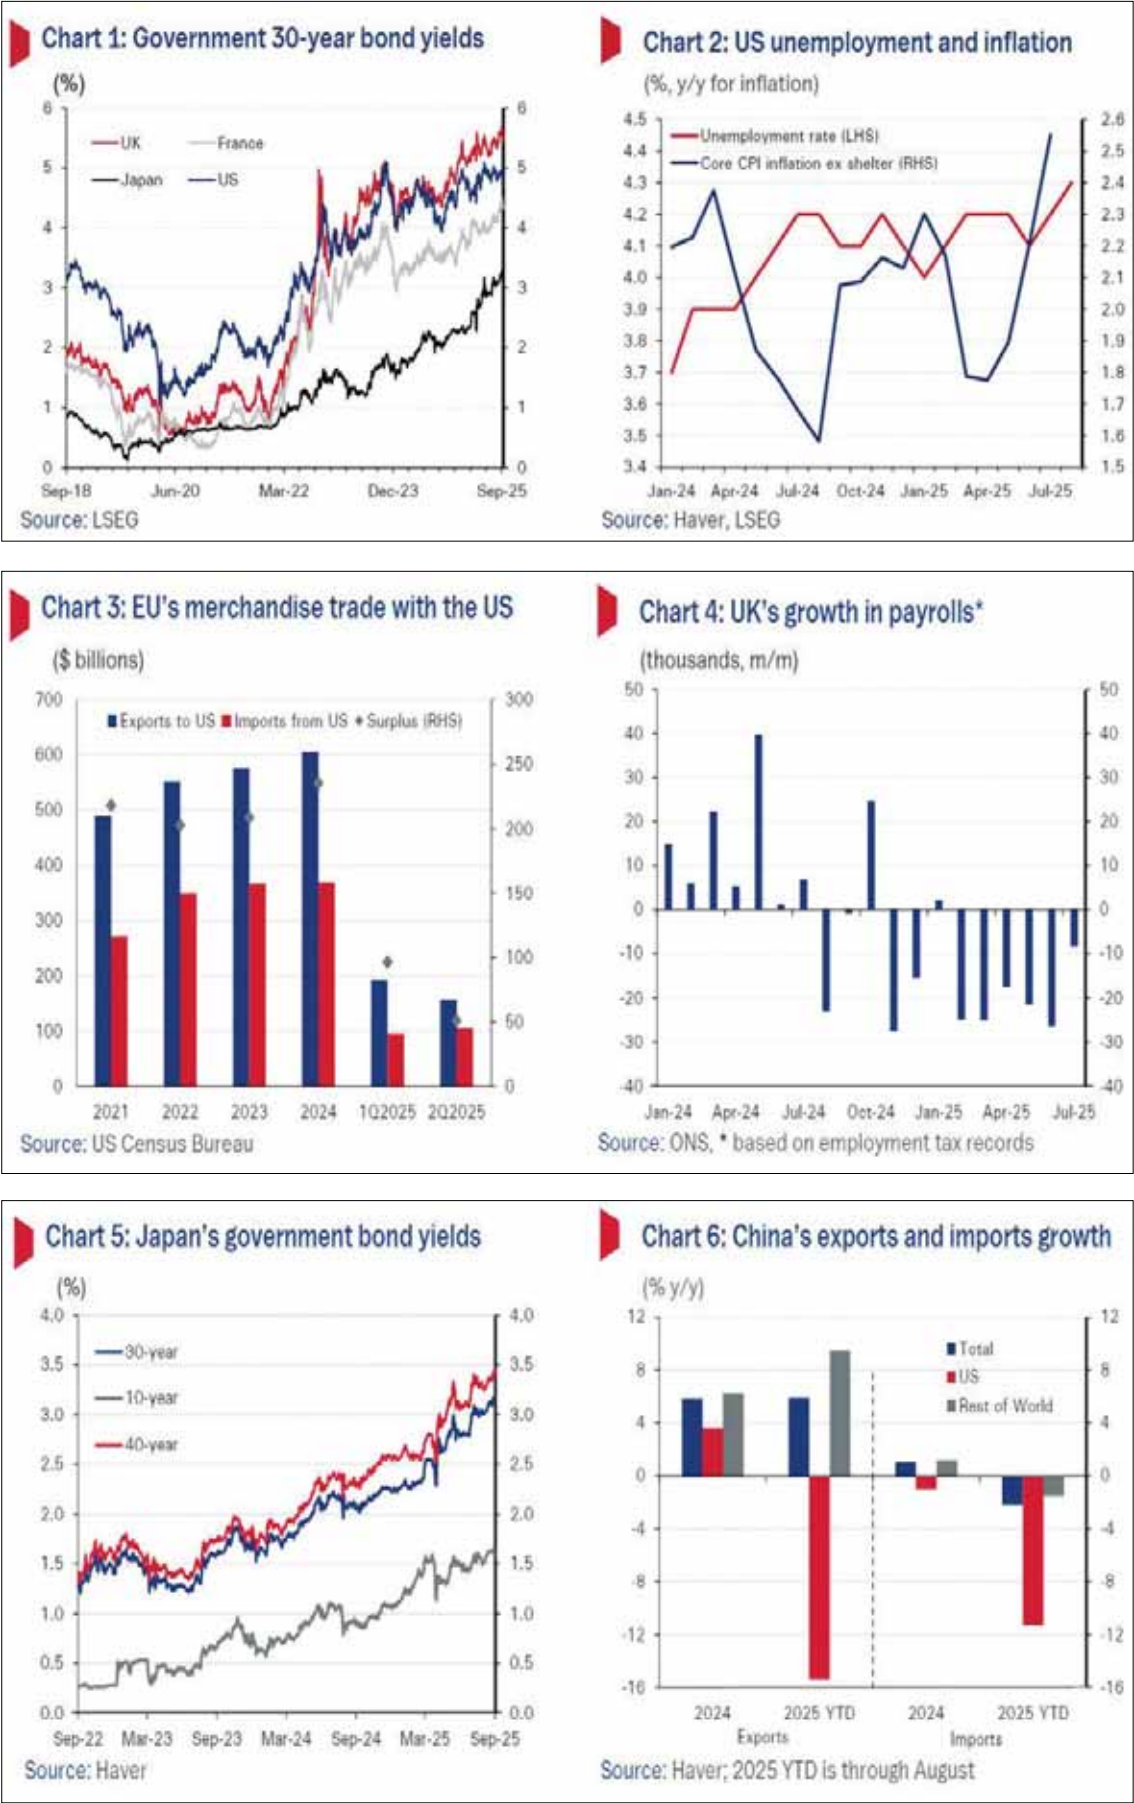 Chart 1: Government 30-year bond yields
(%)
6 6
UK France
5 5
Japan US
4 4
3 3
2 2
1 1
0 0
Sep-18 Jun-20 Mar-22 Dec-23 Sep-25
Source: LSEG
Chart 2: US unemployment and inflation
(%, y/y for inflation)
4.5 2.6
Unemployment rate (LHS)
4.4 2.5
Core CPI inflation ex shelter (RHS)
4.3 2.4
4.2 2.3
4.1 2.2
4.0 2.1
3.9 2.0
3.8 1.9
3.7 1.8
3.6 1.7
3.5 1.6
3.4 1.5
Jan-24 Apr-24 Jul-24 Oct-24 Jan-25 Apr-25 Jul-25
Source: Haver, LSEG
Chart 3: EU's merchandise trade with the US
($ billions)
700 300
Exports to US Imports from US Surplus (RHS)
600 250
500 200
400
300 150
200 100
100 50
0 0
2021 2022 2023 2024 1Q2025 2Q2025
Source: US Census Bureau
Chart 4: UK's growth in payrolls*
(thousands, m/m)
50 50
40 40
30 30
20 20
10 10
0 0
-10 -10
-20 -20
-30 -30
-40 -40
Jan-24 Apr-24 Jul-24 Oct-24 Jan-25 Apr-25 Jul-25
Source: ONS, * based on employment tax records
Chart 5: Japan's government bond yields
(%)
4.0 4.0
30-year
3.5 3.5
10-year
3.0 3.0
40-year
2.5 2.5
2.0 2.0
1.5 1.5
1.0 1.0
0.5 0.5
0.0 0.0
Sep-22 Mar-23 Sep-23 Mar-24 Sep-24 Mar-25 Sep-25
Source: Haver
Chart 6: China's exports and imports growth
(% y/y)
12 12
Total
8 8
US
Rest of World
4 4
0 0
-4 -4
-8 -8
-12 -12
-16 -16
2024 2025 YTD 2024 2025 YTD
Exports Imports
Source: Haver; 2025 YTD is through August